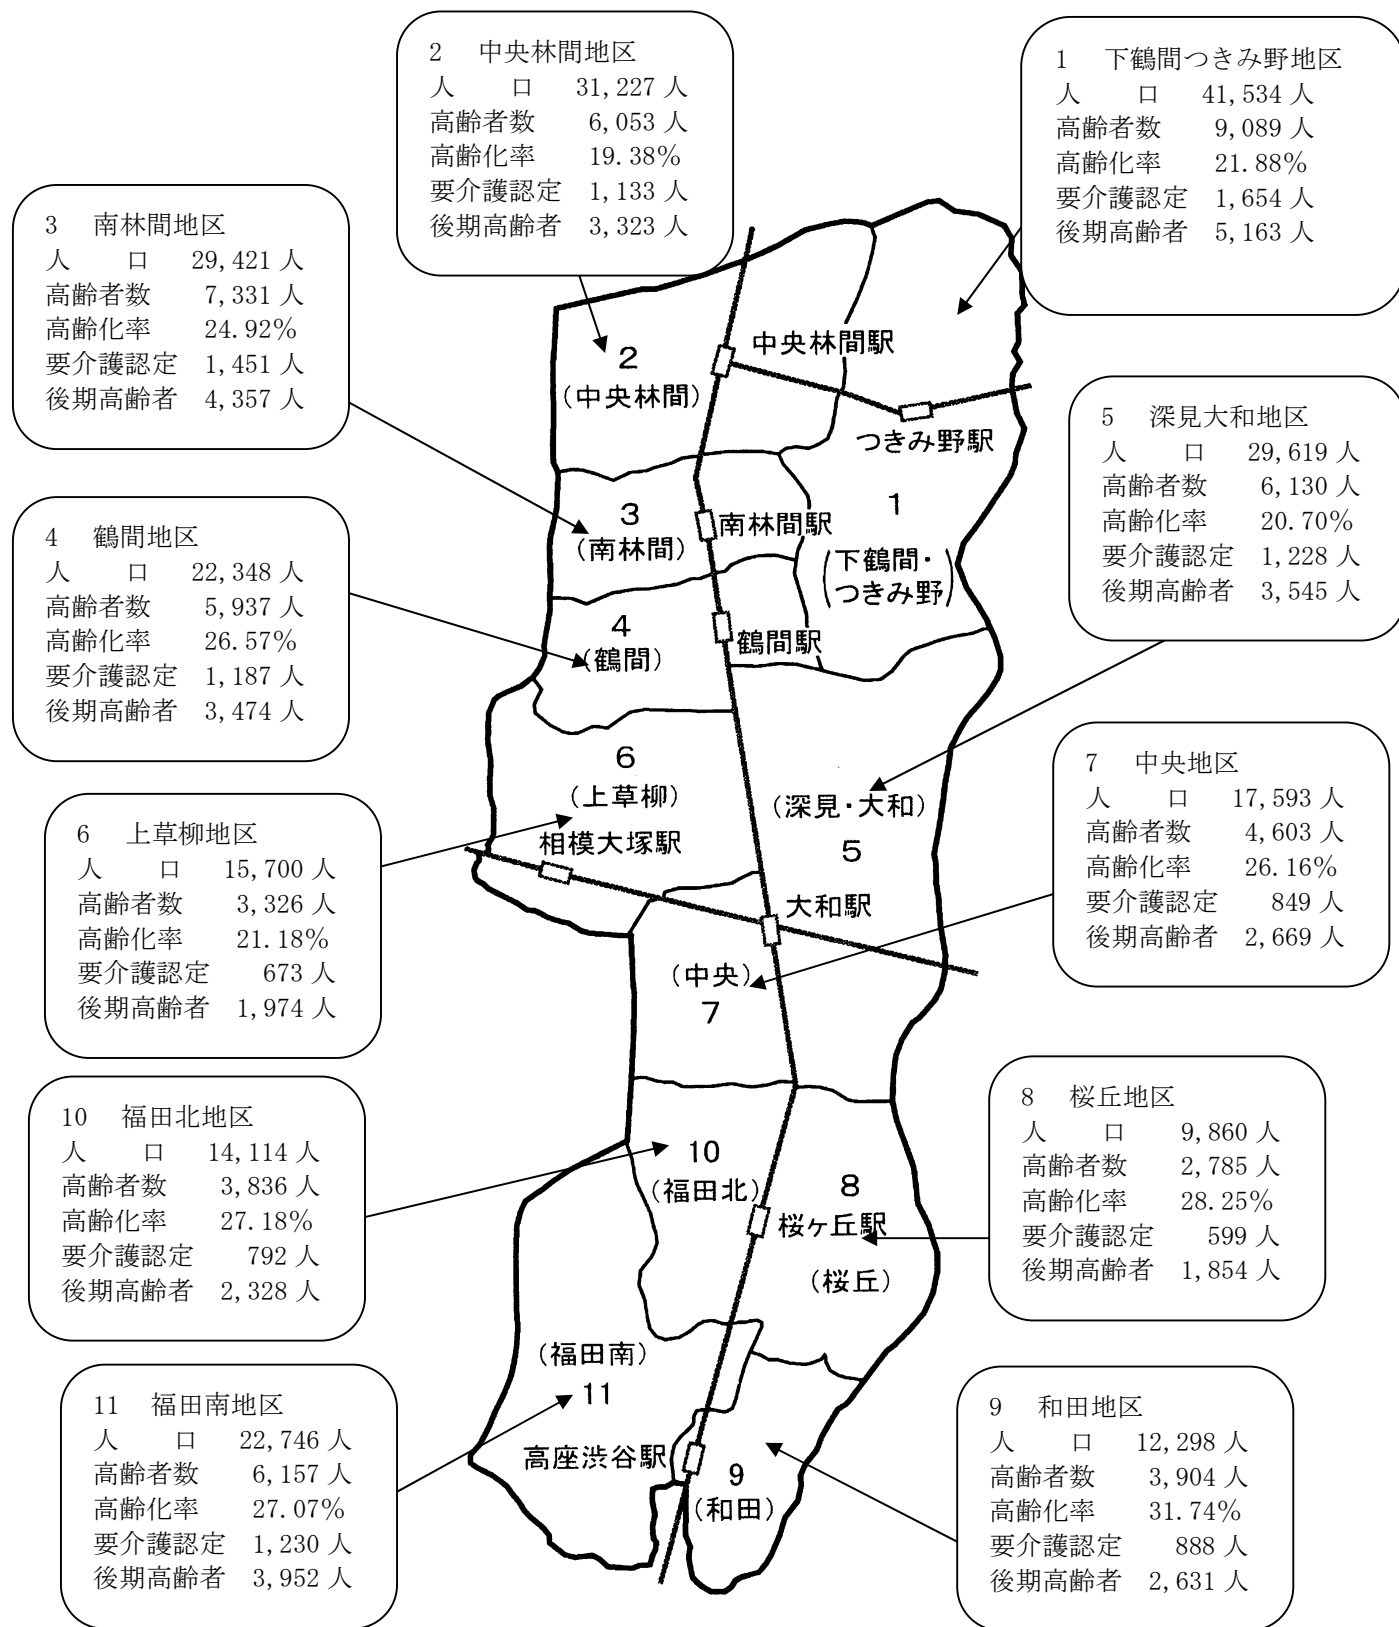 2 中央林間地区
人 口 31,227 人
高齢者数 6,053 人
高齢化率 19.38%
要介護認定 1,133 人
後期高齢者 3,323 人
1 下鶴間つきみ野地区
人 口 41,534 人
高齢者数 9,089 人
高齢化率 21.88%
要介護認定 1,654 人
後期高齢者 5,163 人
3 南林間地区
人 口 29,421 人
高齢者数 7,331 人
高齢化率 24.92%
要介護認定 1,451 人
後期高齢者 4,357 人
4 鶴間地区
人 口 22,348 人
高齢者数 5,937 人
高齢化率 26.57%
要介護認定 1,187 人
後期高齢者 3,474 人
5 深見大和地区
人 口 29,619 人
高齢者数 6,130 人
高齢化率 20.70%
要介護認定 1,228 人
後期高齢者 3,545 人
6 上草柳地区
人 口 15,700 人
高齢者数 3,326 人
高齢化率 21.18%
要介護認定 673 人
後期高齢者 1,974 人
7 中央地区
人 口 17,593 人
高齢者数 4,603 人
高齢化率 26.16%
要介護認定 849 人
後期高齢者 2,669 人
10 福田北地区
人 口 14,114 人
高齢者数 3,836 人
高齢化率 27.18%
要介護認定 792 人
後期高齢者 2,328 人
8 桜丘地区
人 口 9,860 人
高齢者数 2,785 人
高齢化率 28.25%
要介護認定 599 人
後期高齢者 1,854 人
11 福田南地区
人 口 22,746 人
高齢者数 6,157 人
高齢化率 27.07%
要介護認定 1,230 人
後期高齢者 3,952 人
9 和田地区
人 口 12,298 人
高齢者数 3,904 人
高齢化率 31.74%
要介護認定 888 人
後期高齢者 2,631 人
中央林間駅
2
(中央林間)
つきみ野駅
1
(下鶴間・
つきみ野)
3
(南林間)
南林間駅
4
(鶴間)
鶴間駅
6
(上草柳)
相模大塚駅
(深見・大和)
5
大和駅
(中央)
7
10
(福田北)
8
桜ヶ丘駅
(桜丘)
(福田南)
11
高座渋谷駅
9
(和田)